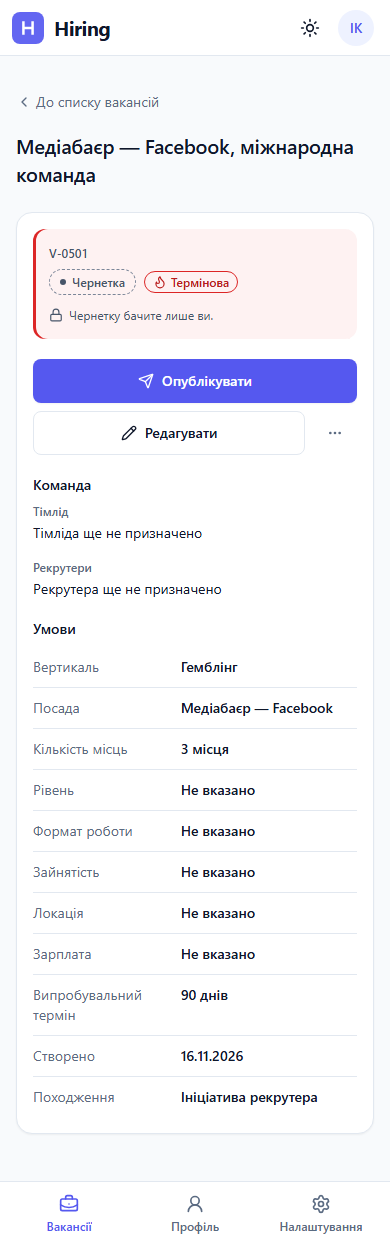 H Hiring
ІК
До списку вакансій
Медіабаєр — Facebook, міжнародна
команда
V-0501
Чернетка
Термінова
Чернетку бачите лише ви.
Опублікувати
Редагувати
Команда
Тімлід
Тімліда ще не призначено
Рекрутери
Рекрутера ще не призначено
Умови
Вертикаль Гемблінг
Посада Медіабаєр — Facebook
Кількість місць 3 місця
Рівень Не вказано
Формат роботи Не вказано
Зайнятість Не вказано
Локація Не вказано
Зарплата Не вказано
Випробувальний 90 днів
термін
Створено 16.11.2026
Походження Ініціатива рекрутера
Вакансії
Профіль
Налаштування